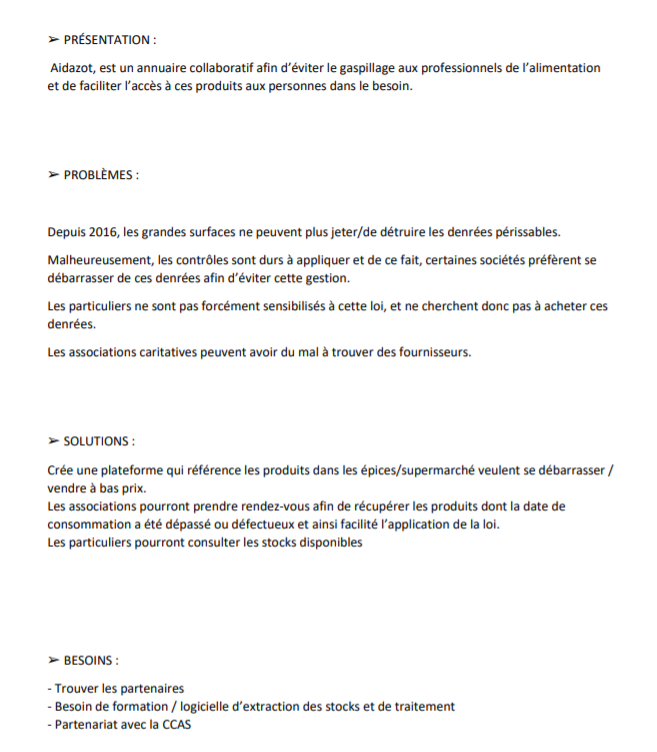 ➢ PRÉSENTATION :
Aidazot, est un annuaire collaboratif afin d’éviter le gaspillage aux professionnels de l’alimentation
et de faciliter l’accès à ces produits aux personnes dans le besoin.
➢ PROBLÈMES :
Depuis 2016, les grandes surfaces ne peuvent plus jeter/de détruire les denrées périssables.
Malheureusement, les contrôles sont durs à appliquer et de ce fait, certaines sociétés préfèrent se
débarrasser de ces denrées afin d’éviter cette gestion.
Les particuliers ne sont pas forcément sensibilisés à cette loi, et ne cherchent donc pas à acheter ces
denrées.
Les associations caritatives peuvent avoir du mal à trouver des fournisseurs.
➢ SOLUTIONS :
Crée une plateforme qui référence les produits dans les épices/supermarché veulent se débarrasser /
vendre à bas prix.
Les associations pourront prendre rendez-vous afin de récupérer les produits dont la date de
consommation a été dépassé ou défectueux et ainsi facilité l’application de la loi.
Les particuliers pourront consulter les stocks disponibles
➢ BESOINS :
- Trouver les partenaires
- Besoin de formation / logicielle d’extraction des stocks et de traitement
- Partenariat avec la CCAS